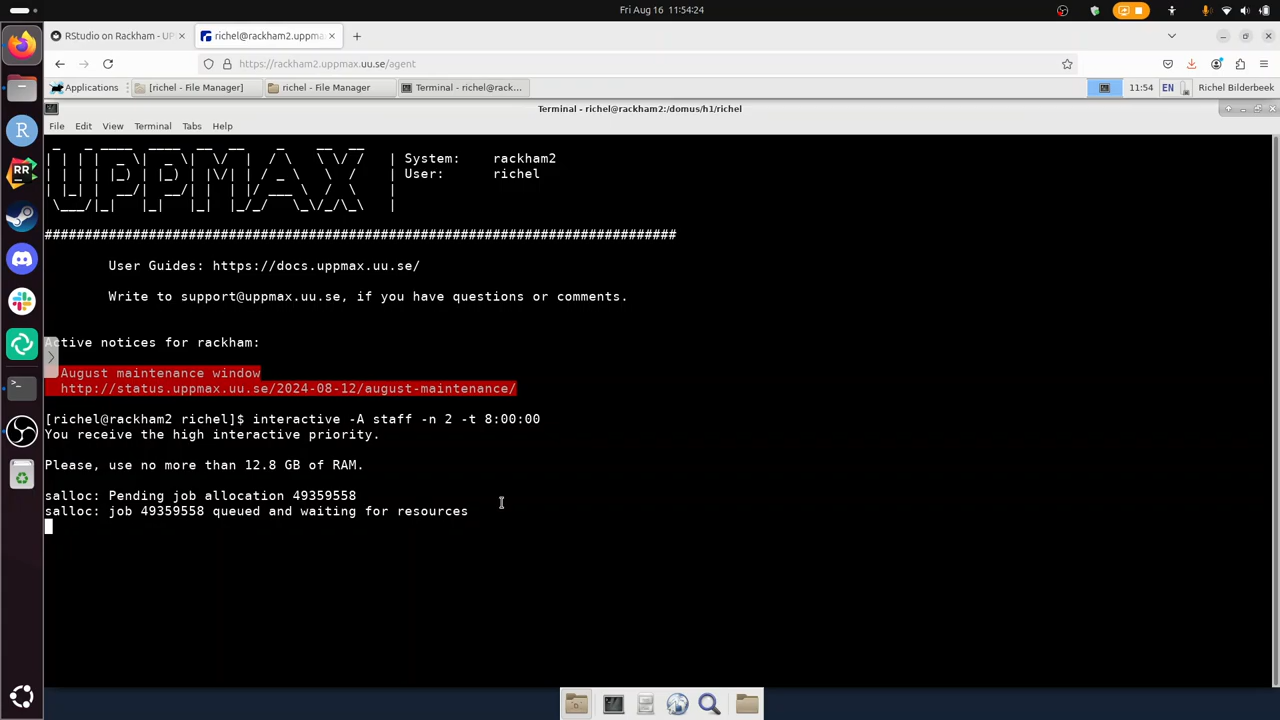 Fri Aug 16 11:54:24
RStudio on Rackham - UP
richel@rackham2.uppma
https://rackham2.uppmax.uu.se/agent
Applications
[richel - File Manager]
richel - File Manager
Terminal - richel@rack...
11:54
EN
Richel Bilderbeek
Terminal - richel@rackham2:/domus/h1/richel
File Edit View Terminal Tabs Help
UPPMAX
| System: rackham2
| User: richel
###############################################################################
User Guides: https://docs.uppmax.uu.se/
Write to support@uppmax.uu.se, if you have questions or comments.
Active notices for rackham:
August maintenance window
http://status.uppmax.uu.se/2024-08-12/august-maintenance/
[richel@rackham2 richel]$ interactive -A staff -n 2 -t 8:00:00
You receive the high interactive priority.
Please, use no more than 12.8 GB of RAM.
salloc: Pending job allocation 49359558
salloc: job 49359558 queued and waiting for resources